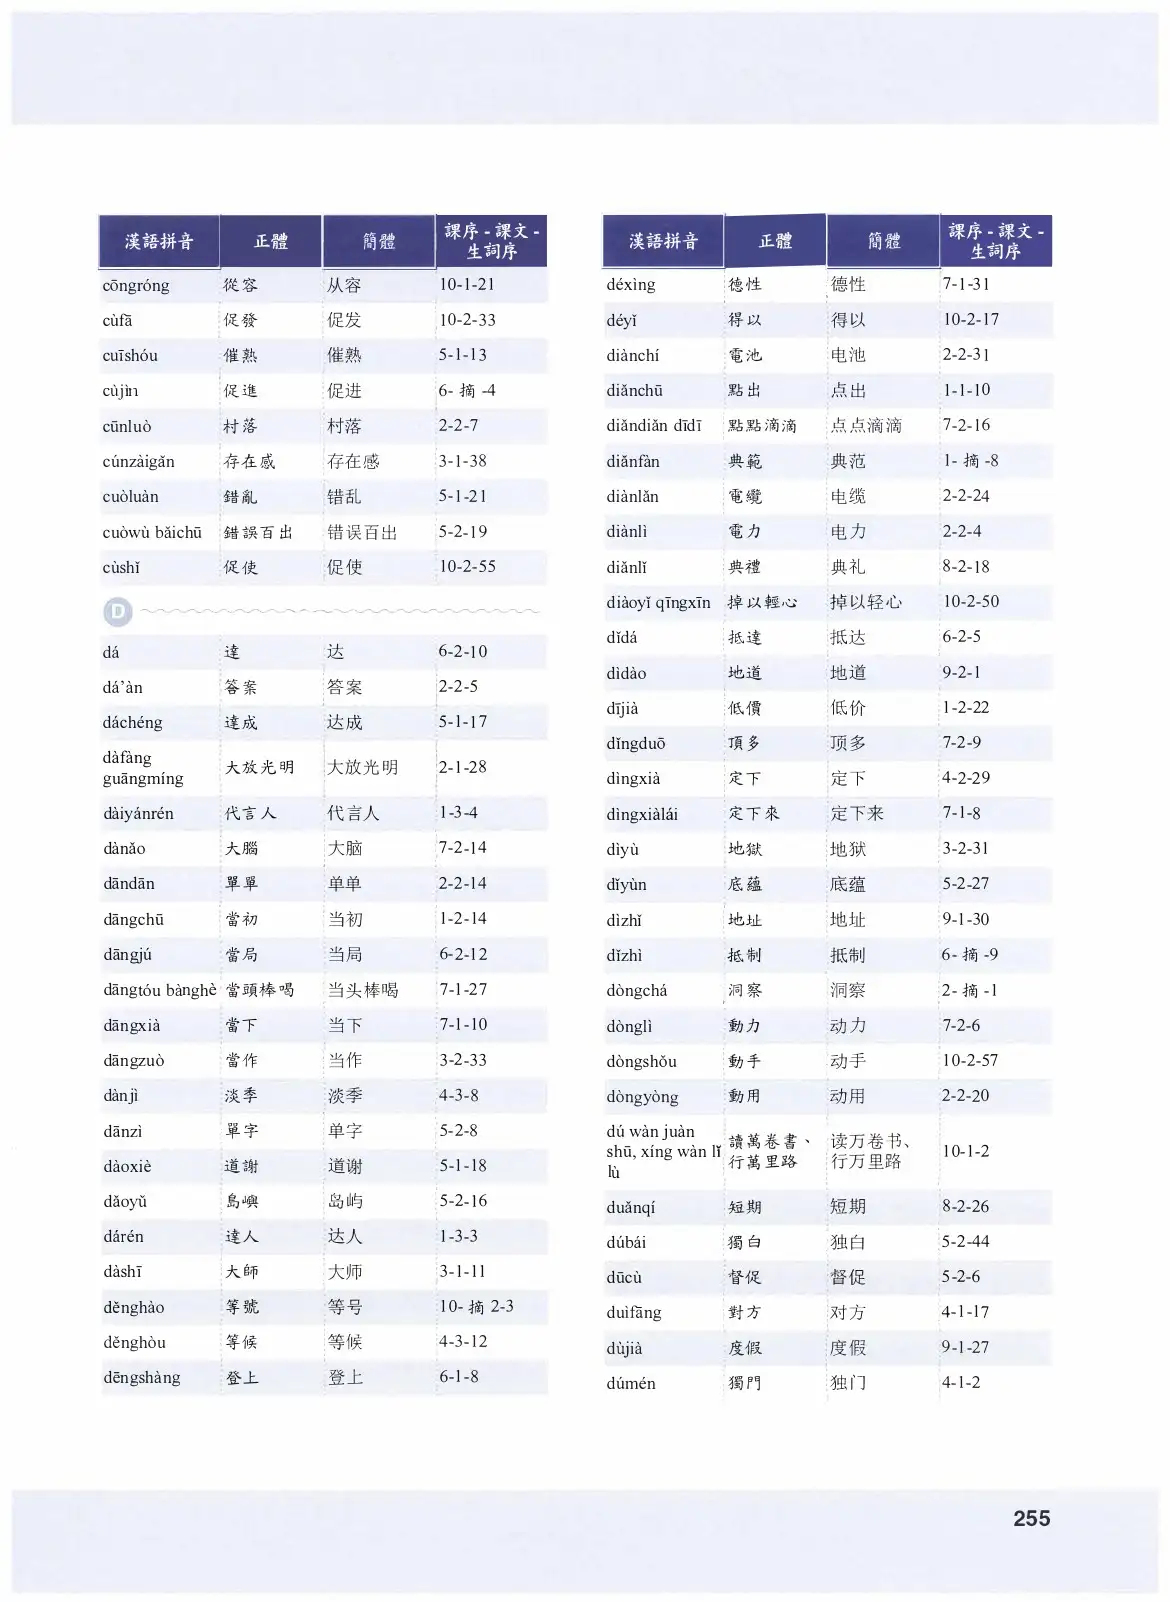 漢語拼音 正體 簡體 課序 - 課文 -
生詞序
cōngróng 從容 从容 10-1-21
cùfā 促發 促发 10-2-33
cuīshóu 催熟 催熟 5-1-13
cùjìn 促進 促进 6- 摘 -4
cūnluò 村落 村落 2-2-7
cúnzàigǎn 存在感 存在感 3-1-38
cuòluàn 錯亂 错乱 5-1-21
cuòwù bǎichū 錯誤百出 错误百出 5-2-19
cùshǐ 促使 促使 10-2-55
D
dá 達 达 6-2-10
dá’àn 答案 答案 2-2-5
dáchéng 達成 达成 5-1-17
dàfàng
guāngmíng 大放光明 大放光明 2-1-28
dàiyánrén 代言人 代言人 1-3-4
dànǎo 大腦 大脑 7-2-14
dāndān 單單 单单 2-2-14
dāngchū 當初 当初 1-2-14
dāngjú 當局 当局 6-2-12
dāngtóu bànghè 當頭棒喝 当头棒喝 7-1-27
dāngxià 當下 当下 7-1-10
dāngzuò 當作 当作 3-2-33
dànjì 淡季 淡季 4-3-8
dānzì 單字 单字 5-2-8
dàoxiè 道謝 道谢 5-1-18
dǎoyǔ 島嶼 岛屿 5-2-16
dárén 達人 达人 1-3-3
dàshī 大師 大师 3-1-11
děnghào 等號 等号 10- 摘 2-3
děnghòu 等候 等候 4-3-12
dēngshàng 登上 登上 6-1-8
漢語拼音 正體 簡體 課序 - 課文 -
生詞序
déxìng 德性 德性 7-1-31
déyǐ 得以 得以 10-2-17
diànchí 電池 电池 2-2-31
diǎnchū 點出 点出 1-1-10
diǎndiǎn dīdī 點點滴滴 点点滴滴 7-2-16
diǎnfàn 典範 典范 1- 摘 -8
diànlǎn 電纜 电缆 2-2-24
diànlì 電力 电力 2-2-4
diǎnlǐ 典禮 典礼 8-2-18
diàoyǐ qīngxīn 掉以輕心 掉以轻心 10-2-50
dǐdá 抵達 抵达 6-2-5
dìdào 地道 地道 9-2-1
dījià 低價 低价 1-2-22
dǐngduō 頂多 顶多 7-2-9
dìngxià 定下 定下 4-2-29
dìngxiàlái 定下來 定下来 7-1-8
dìyù 地獄 地狱 3-2-31
dǐyùn 底蘊 底蕴 5-2-27
dìzhǐ 地址 地址 9-1-30
dǐzhì 抵制 抵制 6- 摘 -9
dòngchá 洞察 洞察 2- 摘 -1
dònglì 動力 动力 7-2-6
dòngshǒu 動手 动手 10-2-57
dòngyòng 動用 动用 2-2-20
dú wàn juàn
shū, xíng wàn lǐ
lù 讀萬卷書、
行萬里路 读万卷书、
行万里路 10-1-2
duǎnqí 短期 短期 8-2-26
dúbái 獨白 独白 5-2-44
dūcù 督促 督促 5-2-6
duìfāng 對方 对方 4-1-17
dùjià 度假 度假 9-1-27
dúmén 獨門 独门 4-1-2
255